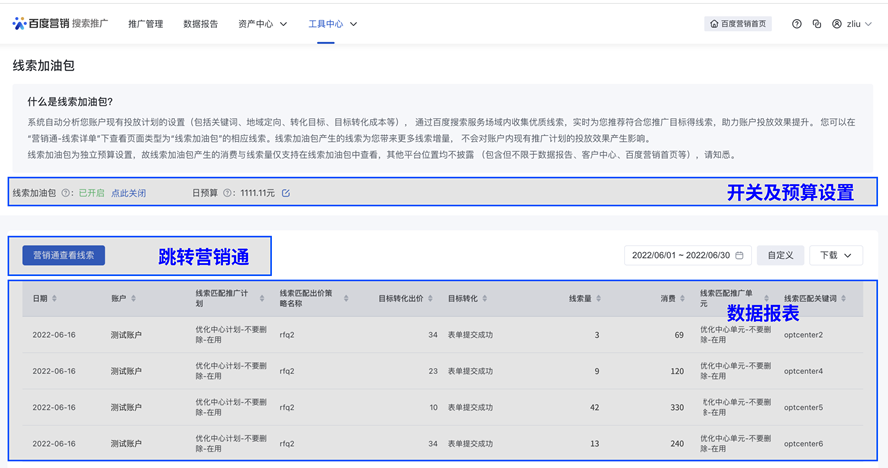 百度营销 搜索推广 推广管理 数据报告 资产中心 工具中心 百度营销首页 zliu
线索加油包
什么是线索加油包?
系统自动分析您账户现有投放计划的设置（包括关键词、地域定向、转化目标、目标转化成本等）， 通过百度搜索服务场域内收集优质线索，实时为您推荐符合您推广目标得线索，助力账户投放效果提升。 您可以在
“营销通-线索详单”下查看页面类型为“线索加油包”的相应线索。线索加油包产生的线索为您带来更多线索增量， 不会对账户内现有推广计划的投放效果产生影响。
线索加油包为独立预算设置，故线索加油包产生的消费与线索量仅支持在线索加油包中查看，其他平台位置均不披露 （包含但不限于数据报告、客户中心、百度营销首页等），请知悉。
线索加油包 ?： 已开启 点此关闭 日预算 ?： 1111.11元 开关及预算设置
营销通查看线索 跳转营销通 2022/06/01 ~ 2022/06/30 自定义 下载
日期 账户 线索匹配推广计划 线索匹配出价策略名称 目标转化出价 目标转化 线索量 消费 线索匹配推广单元 线索匹配关键词
数据报表
2022-06-16 测试账户 优化中心计划-不要删除-在用 rfq2 34 表单提交成功 3 69 优化中心单元-不要删除-在用 optcenter2
2022-06-16 测试账户 优化中心计划-不要删除-在用 rfq2 23 表单提交成功 9 120 优化中心单元-不要删除-在用 optcenter4
2022-06-16 测试账户 优化中心计划-不要删除-在用 rfq2 10 表单提交成功 42 330 优化中心单元-不要删除-在用 optcenter5
2022-06-16 测试账户 优化中心计划-不要删除-在用 rfq2 34 表单提交成功 13 240 优化中心单元-不要删除-在用 optcenter6